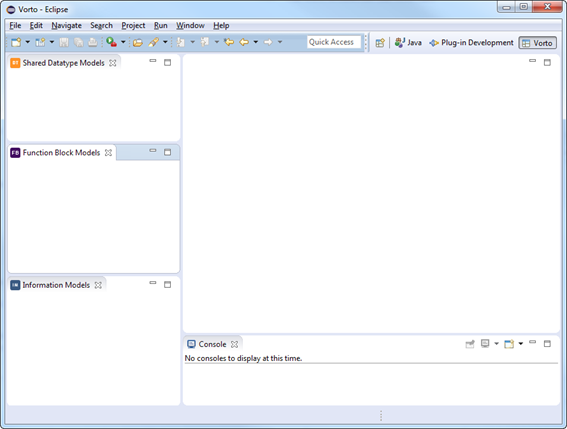 Vorto - Eclipse
File Edit Navigate Search Project Run Window Help
Quick Access
Java
Plug-in Development
Vorto
DT Shared Datatype Models
FB Function Block Models
IM Information Models
Console
No consoles to display at this time.